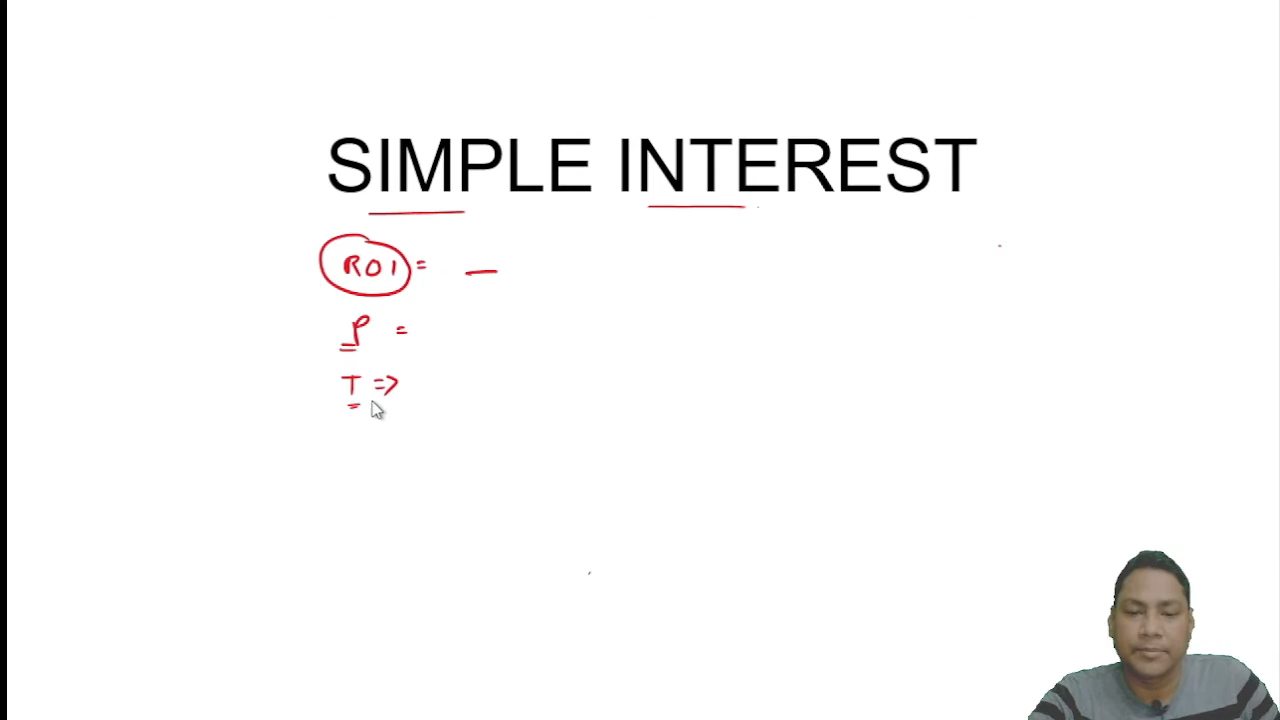 SIMPLE INTEREST
ROI = _
P =
T =>